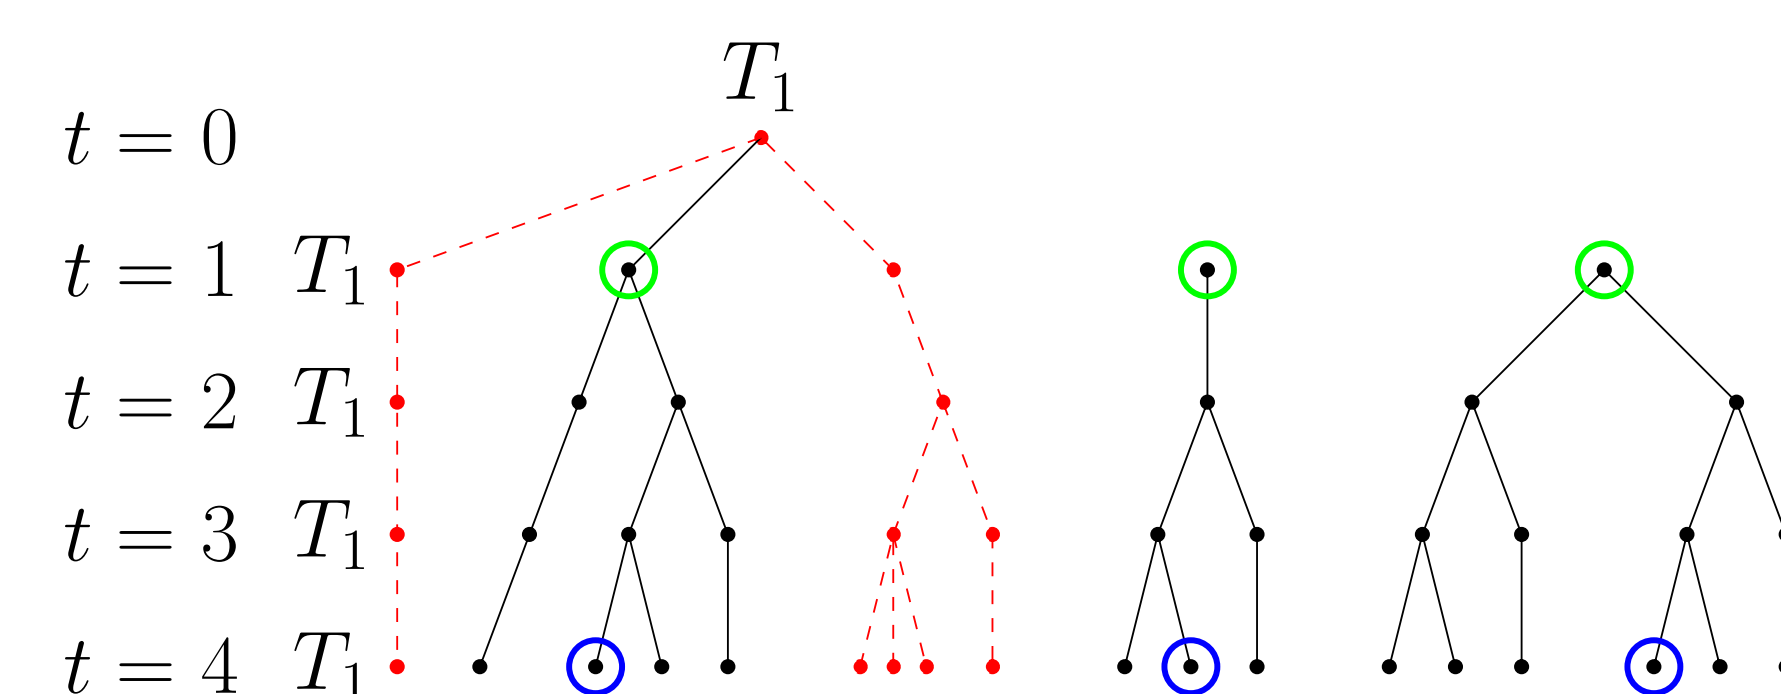 T₁
t = 0
t = 1 T₁
t = 2 T₁
t = 3 T₁
t = 4 T₁